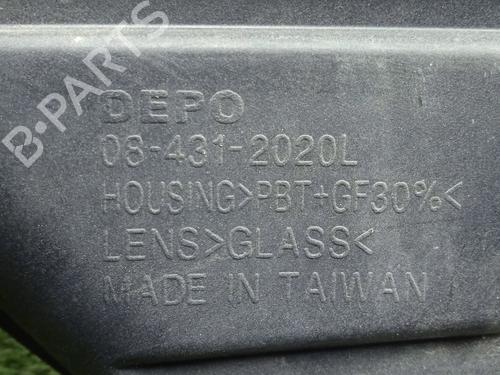 B-PARTS
DEPO
08-431-2020L
HOUSING>PBT+GF30%<
LENS>GLASS<
MADE IN TAIWAN